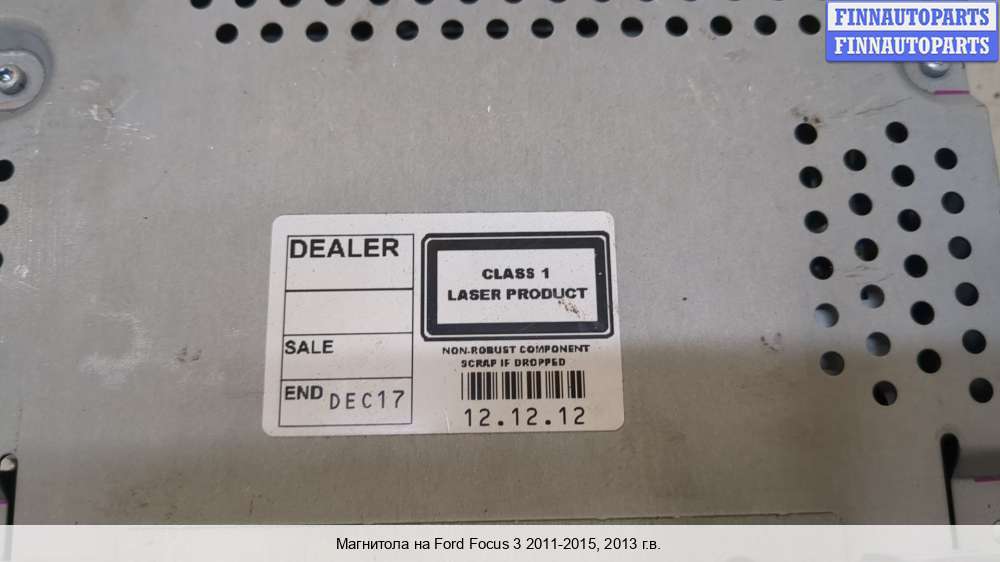 FINNAUTOPARTS
FINNAUTOPARTS
DEALER
SALE
END DEC17
CLASS 1
LASER PRODUCT
NON-ROBUST COMPONENT
SCRAP IF DROPPED
12.12.12
Магнитола на Ford Focus 3 2011-2015, 2013 г.в.